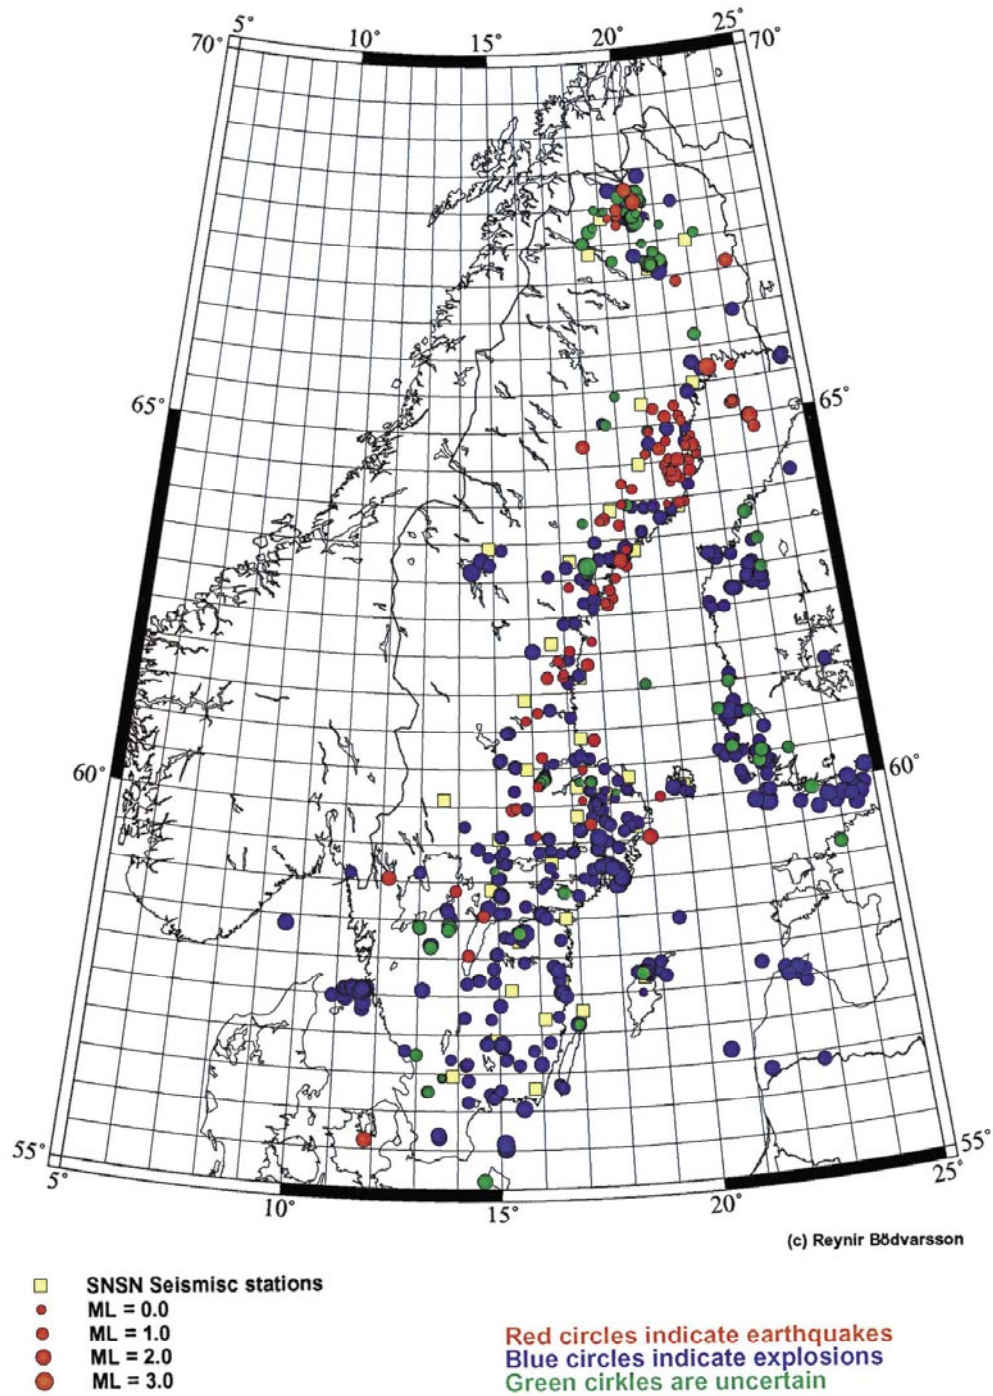 5° 10° 15° 20° 25°
70° 70°
65° 65°
60° 60°
55° 55°
5° 10° 15° 20° 25°
(c) Reynir Bödvarsson
SNSN Seismisc stations
ML = 0.0
ML = 1.0
ML = 2.0
ML = 3.0
Red circles indicate earthquakes
Blue circles indicate explosions
Green cirkles are uncertain